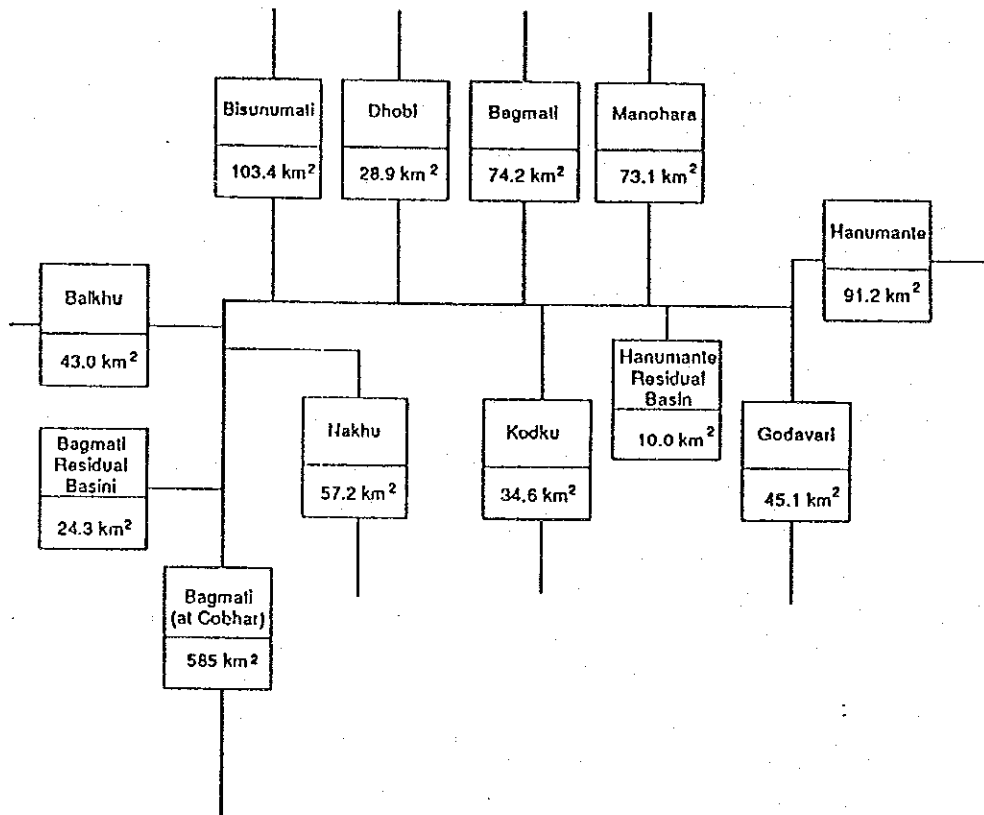 Bisunumati
103.4 km²
Dhobi
28.9 km²
Bagmati
74.2 km²
Manohara
73.1 km²
Hanumante
91.2 km²
Balkhu
43.0 km²
Hanumante
Residual
Basin
10.0 km²
Nakhu
57.2 km²
Kodku
34.6 km²
Godavari
45.1 km²
Bagmati
Residual
Basini
24.3 km²
Bagmati
(at Cobhar)
585 km²